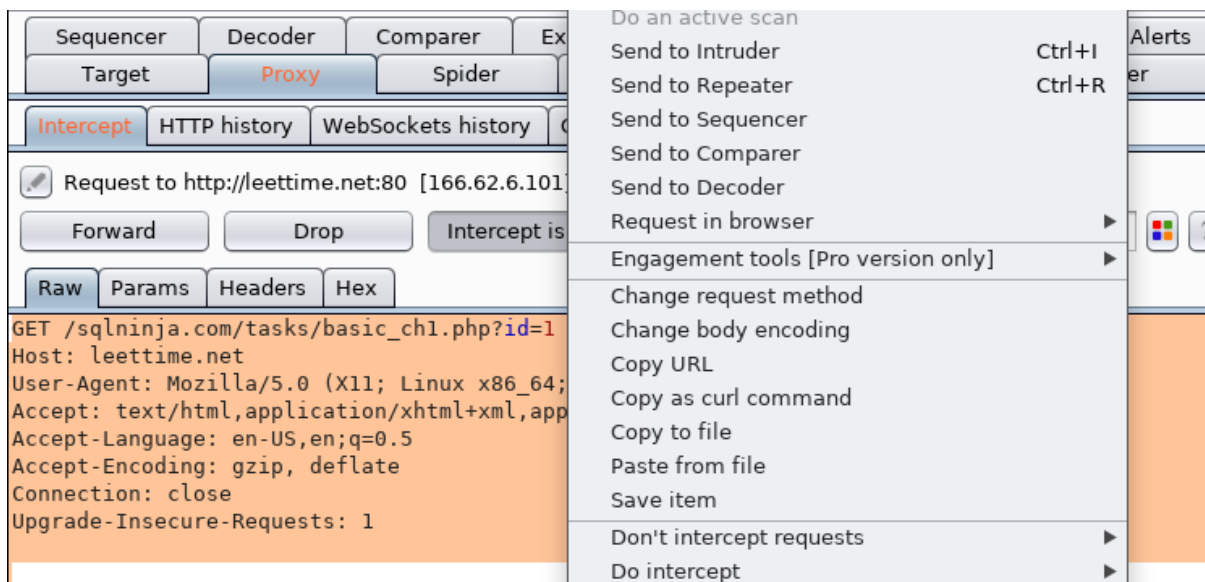 Sequencer Decoder Comparer Ex Alerts
Target Proxy Spider er
Intercept HTTP history WebSockets history
Request to http://leettime.net:80 [166.62.6.101]
Forward Drop Intercept is
Raw Params Headers Hex
GET /sqlninja.com/tasks/basic_ch1.php?id=1
Host: leettime.net
User-Agent: Mozilla/5.0 (X11; Linux x86_64;
Accept: text/html,application/xhtml+xml,app
Accept-Language: en-US,en;q=0.5
Accept-Encoding: gzip, deflate
Connection: close
Upgrade-Insecure-Requests: 1
Do an active scan
Send to Intruder Ctrl+I
Send to Repeater Ctrl+R
Send to Sequencer
Send to Comparer
Send to Decoder
Request in browser
Engagement tools [Pro version only]
Change request method
Change body encoding
Copy URL
Copy as curl command
Copy to file
Paste from file
Save item
Don't intercept requests
Do intercept